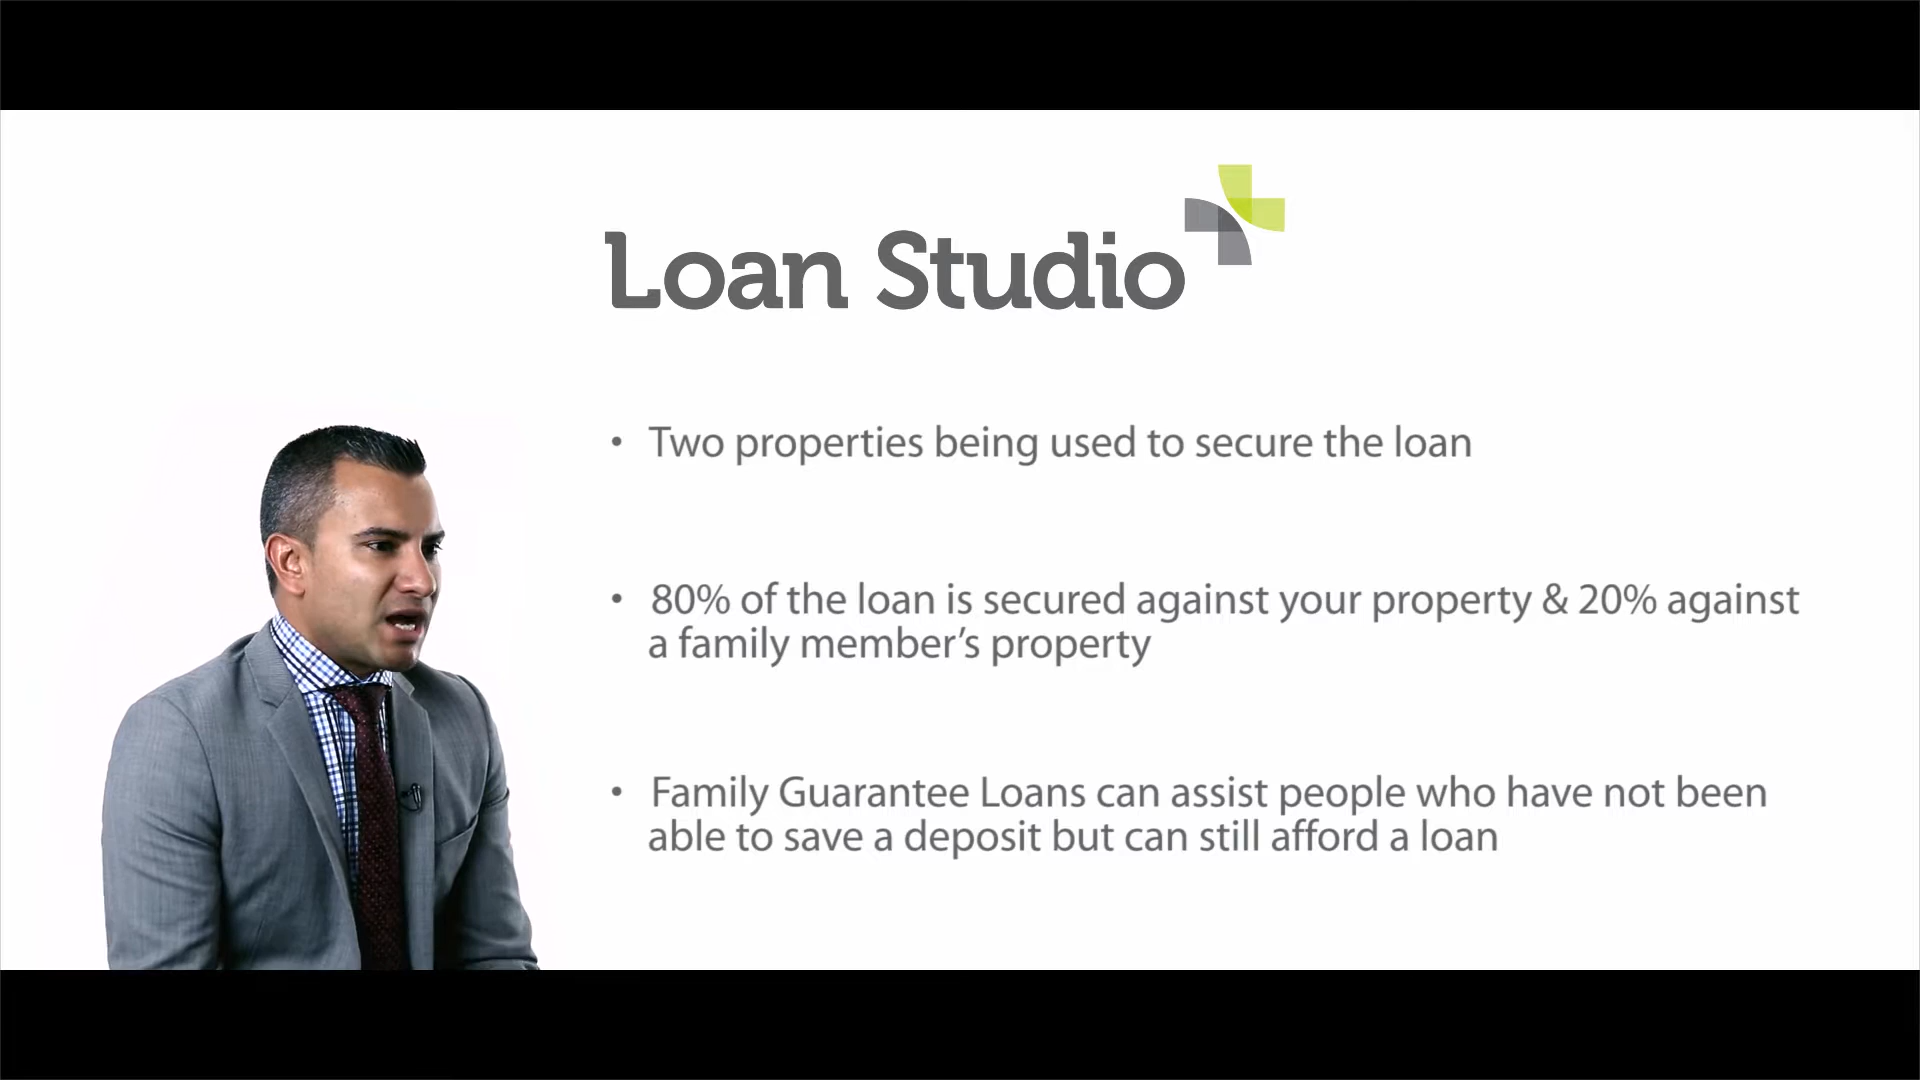 Loan Studio
• Two properties being used to secure the loan
• 80% of the loan is secured against your property & 20% against
a family member’s property
• Family Guarantee Loans can assist people who have not been
able to save a deposit but can still afford a loan